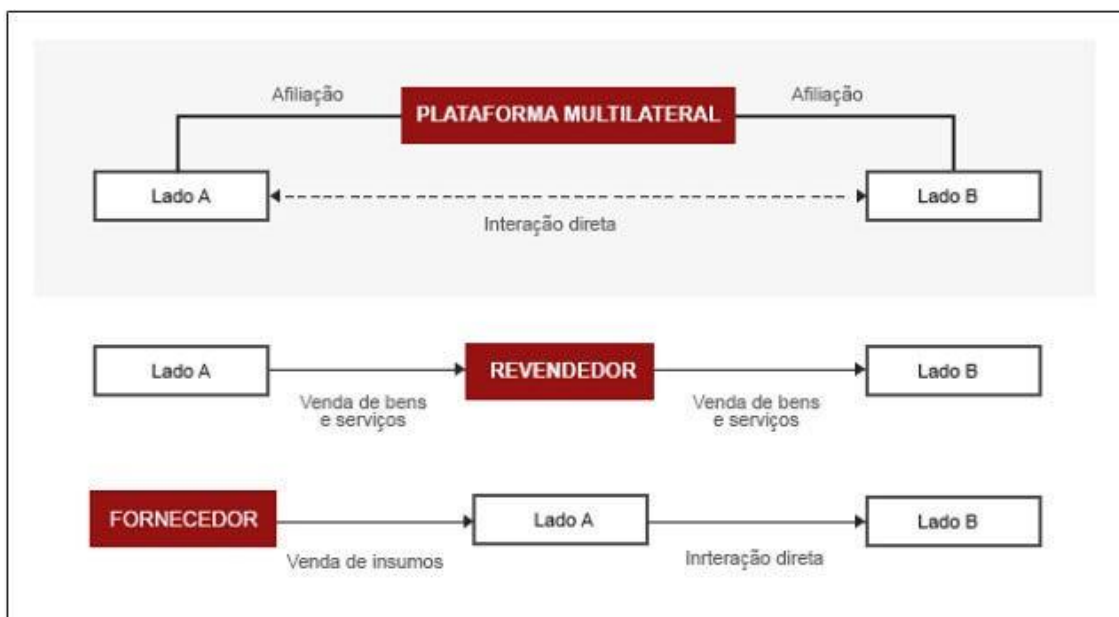 Afiliação
PLATAFORMA MULTILATERAL
Afiliação
Lado A
Lado B
Interação direta
Lado A
REVENDEDOR
Lado B
Venda de bens
e serviços
Venda de bens
e serviços
FORNECEDOR
Lado A
Lado B
Venda de insumos
Inrteração direta